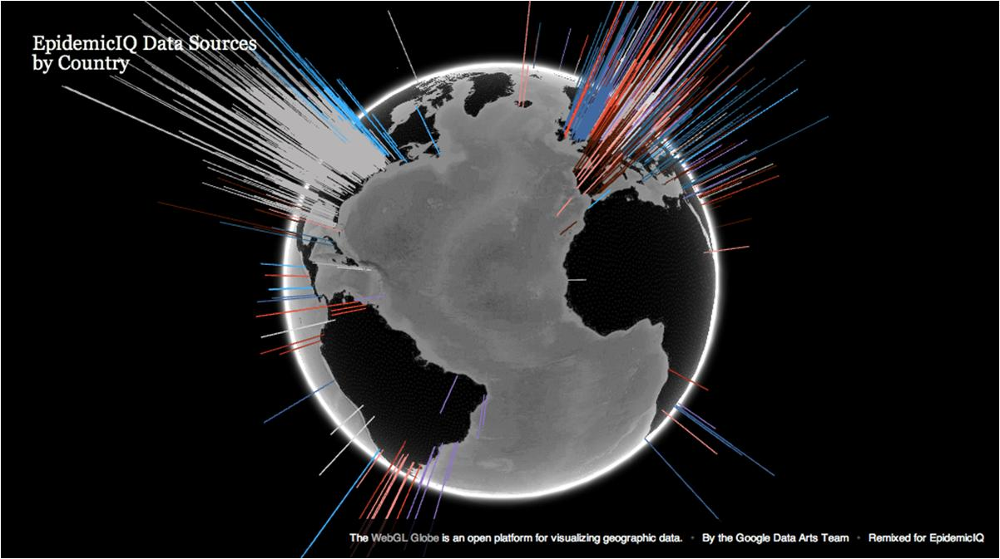 EpidemicIQ Data Sources
by Country
The WebGL Globe is an open platform for visualizing geographic data. • By the Google Data Arts Team • Remixed for EpidemicIQ